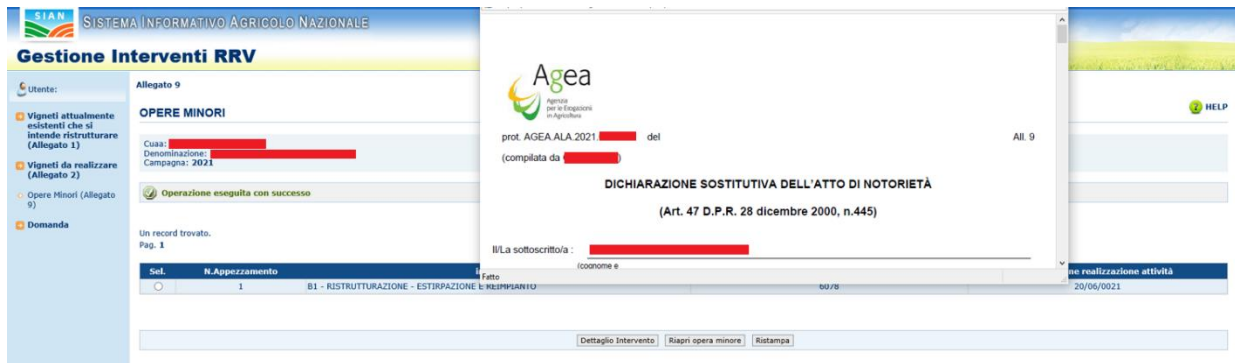 SIAN
SISTEMA INFORMATIVO AGRICOLO NAZIONALE
Gestione Interventi RRV
Utente:
Vigneti attualmente
esistenti che si
intende ristrutturare
(Allegato 1)
Vigneti da realizzare
(Allegato 2)
Opere Minori (Allegato
9)
Domanda
Allegato 9
OPERE MINORI
HELP
Cuaa:
Denominazione:
Campagna: 2021
Operazione eseguita con successo
Un record trovato.
Pag. 1
Sel. N.Appezzamento
ne realizzazione attività
1 B1 - RISTRUTTURAZIONE - ESTIRPAZIONE E REIMPIANTO 6078 20/06/0021
Dettaglio Intervento Riapri opera minore Ristampa
Agea
Agenzia
per le Erogazioni
in Agricoltura
prot. AGEA.ALA.2021. del All. 9
(compilata da )
DICHIARAZIONE SOSTITUTIVA DELL'ATTO DI NOTORIETÀ
(Art. 47 D.P.R. 28 dicembre 2000, n.445)
Il/La sottoscritto/a :
(cognome e
Fatto